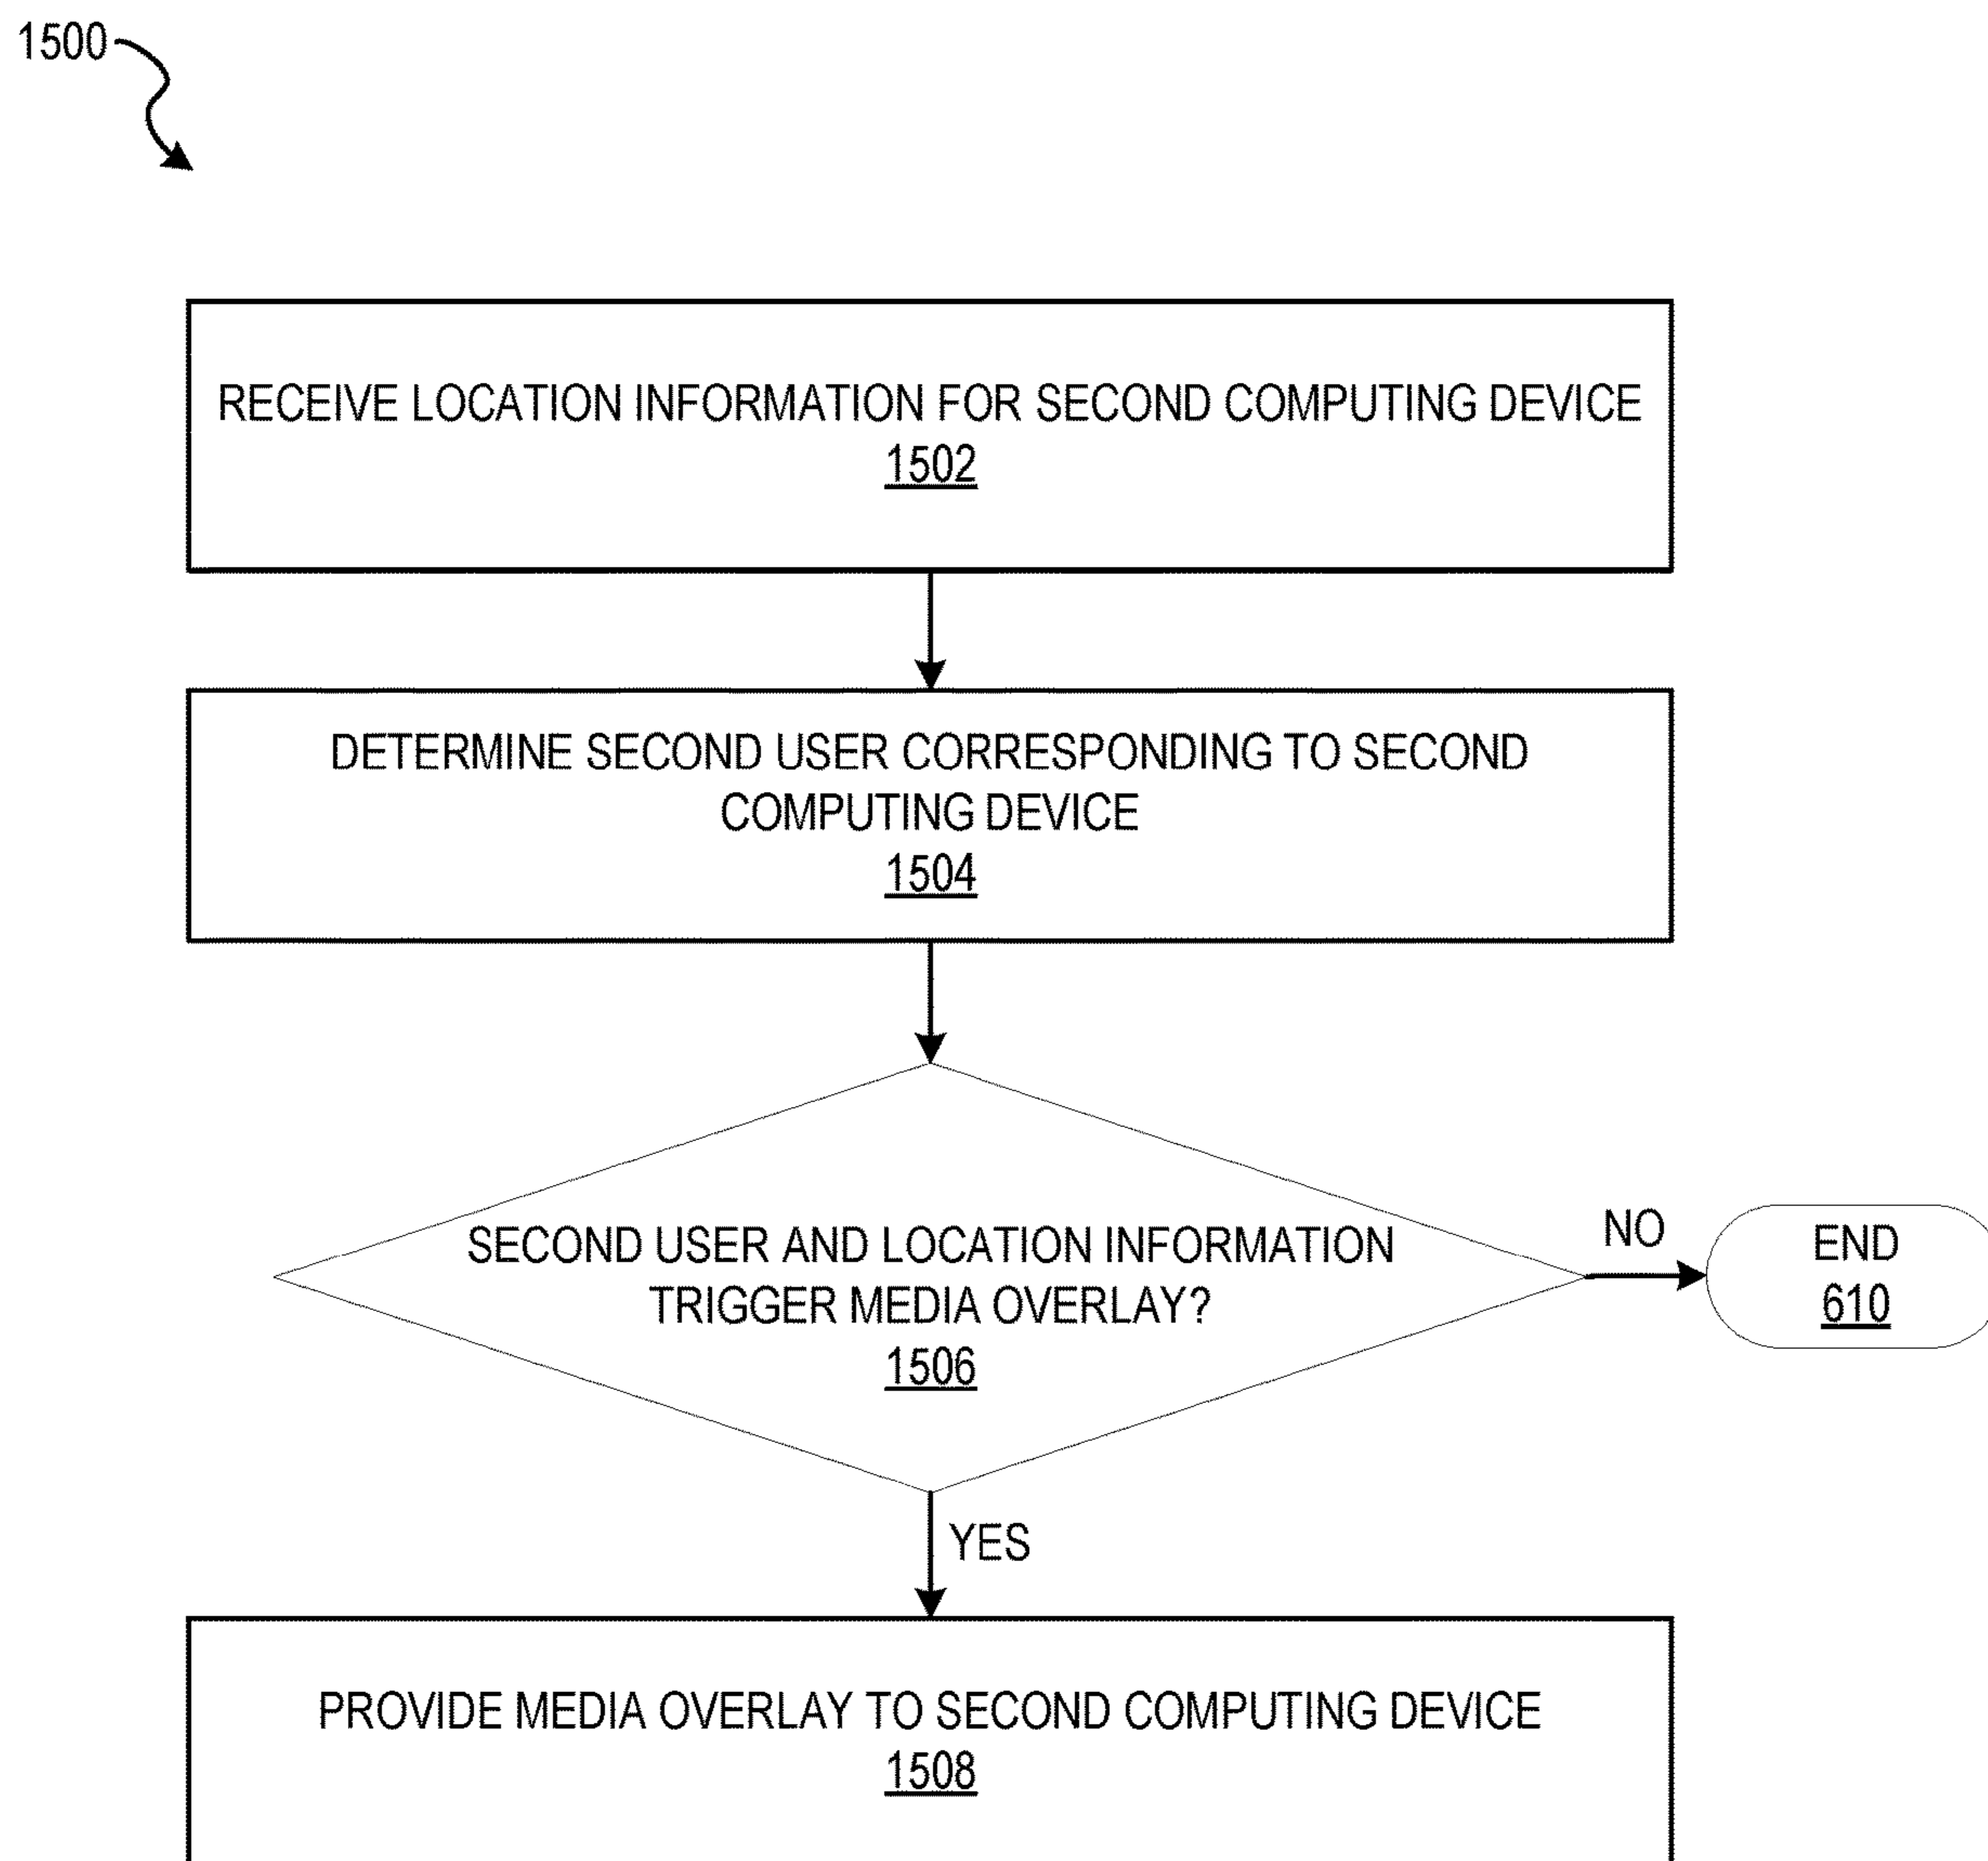 1500
RECEIVE LOCATION INFORMATION FOR SECOND COMPUTING DEVICE
1502
DETERMINE SECOND USER CORRESPONDING TO SECOND
COMPUTING DEVICE
1504
SECOND USER AND LOCATION INFORMATION
TRIGGER MEDIA OVERLAY?
1506
NO
END
610
YES
PROVIDE MEDIA OVERLAY TO SECOND COMPUTING DEVICE
1508